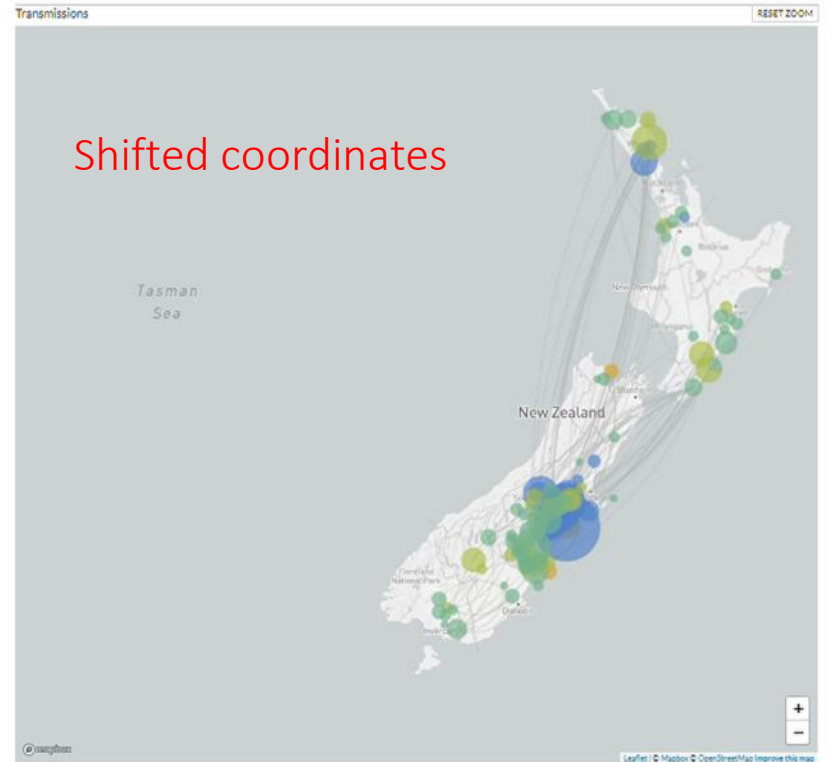 Transmissions
RESET ZOOM
Shifted coordinates
Tasman
Sea
New Plymouth
New Zealand
Fiordland
National Park
+
−
mapbox
Leaflet | © Mapbox © OpenStreetMap Improve this map